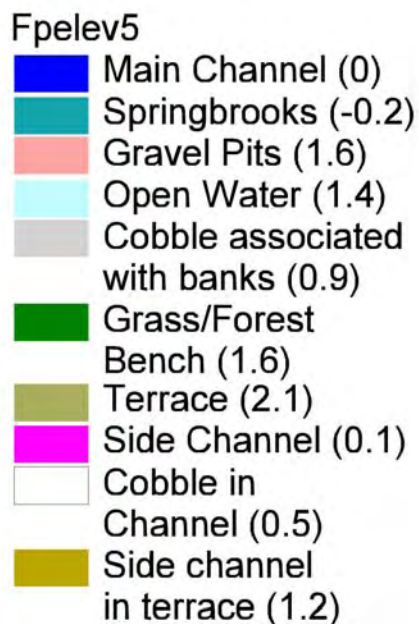 Fpelev5
Main Channel (0)
Springbrooks (-0.2)
Gravel Pits (1.6)
Open Water (1.4)
Cobble associated
with banks (0.9)
Grass/Forest
Bench (1.6)
Terrace (2.1)
Side Channel (0.1)
Cobble in
Channel (0.5)
Side channel
in terrace (1.2)